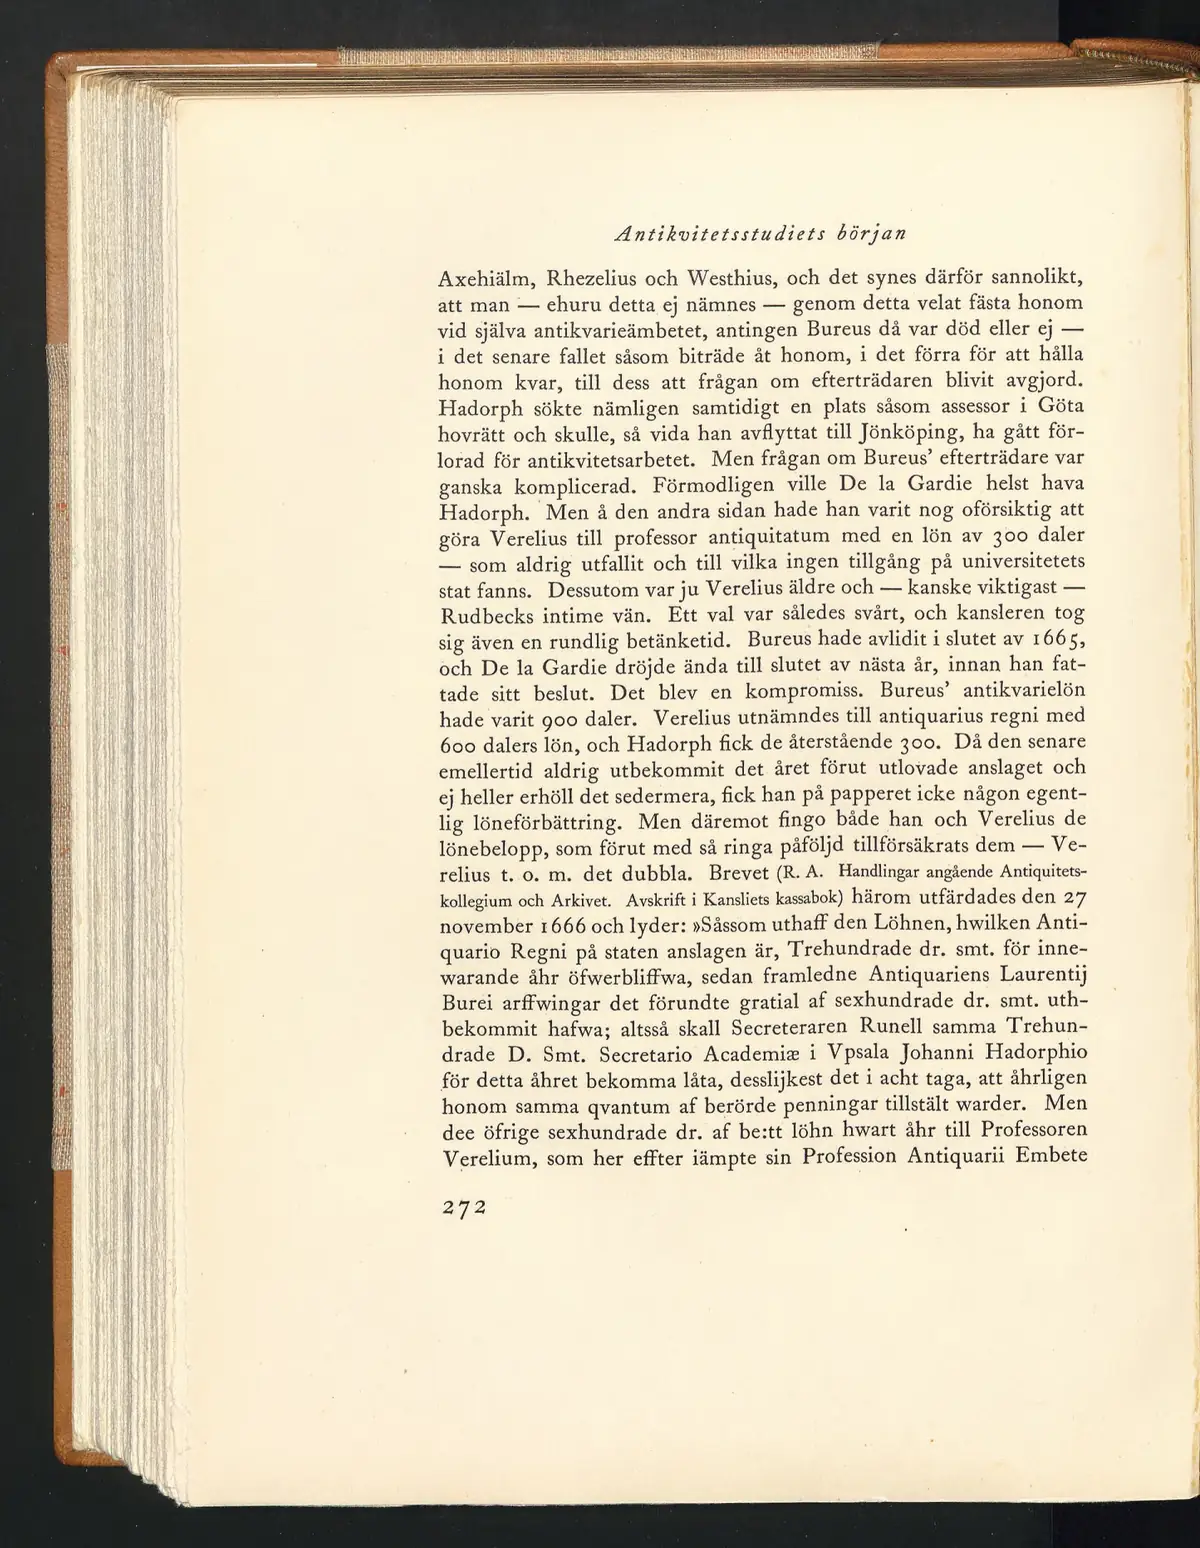 Antikvitetsstudiets början
Axehiälm, Rhezelius och Westhius, och det synes därför sannolikt,
att man — ehuru detta ej nämnes — genom detta velat fästa honom
vid själva antikvarieämbetet, antingen Bureus då var död eller ej —
i det senare fallet såsom biträde åt honom, i det förra för att hålla
honom kvar, till dess att frågan om efterträdaren blivit avgjord.
Hadorph sökte nämligen samtidigt en plats såsom assessor i Göta
hovrätt och skulle, så vida han avflyttat till Jönköping, ha gått för-
lorad för antikvitetsarbetet. Men frågan om Bureus’ efterträdare var
ganska komplicerad. Förmodligen ville De la Gardie helst hava
Hadorph. Men å den andra sidan hade han varit nog oförsiktig att
göra Verelius till professor antiquitatum med en lön av 300 daler
— som aldrig utfallit och till vilka ingen tillgång på universitetets
stat fanns. Dessutom var ju Verelius äldre och — kanske viktigast —
Rudbecks intime vän. Ett val var således svårt, och kansleren tog
sig även en rundlig betänketid. Bureus hade avlidit i slutet av 1665,
och De la Gardie dröjde ända till slutet av nästa år, innan han fat-
tade sitt beslut. Det blev en kompromiss. Bureus’ antikvarielön
hade varit 900 daler. Verelius utnämndes till antiquarius regni med
600 dalers lön, och Hadorph fick de återstående 300. Då den senare
emellertid aldrig utbekommit det året förut utlovade anslaget och
ej heller erhöll det sedermera, fick han på papperet icke någon egent-
lig löneförbättring. Men däremot fingo både han och Verelius de
lönebelopp, som förut med så ringa påföljd tillförsäkrats dem — Ve-
relius t. o. m. det dubbla. Brevet (R. A. Handlingar angående Antiquitets-
kollegium och Arkivet. Avskrift i Kansliets kassabok) härom utfärdades den 27
november 1666 och lyder: »Såssom uthaff den Löhnen, hwilken Anti-
quario Regni på staten anslagen är, Trehundrade dr. smt. för inne-
warande åhr öfwerbliffwa, sedan framledne Antiquariens Laurentij
Burei arffwingar det förundte gratial af sexhundrade dr. smt. uth-
bekommit hafwa; altsså skall Secreteraren Runell samma Trehun-
drade D. Smt. Secretario Academiæ i Vpsala Johanni Hadorphio
för detta åhret bekomma låta, desslijkest det i acht taga, att åhrligen
honom samma qvantum af berörde penningar tillstält warder. Men
dee öfrige sexhundrade dr. af be:tt löhn hwart åhr till Professoren
Verelium, som her effter iämpte sin Profession Antiquarii Embete
272